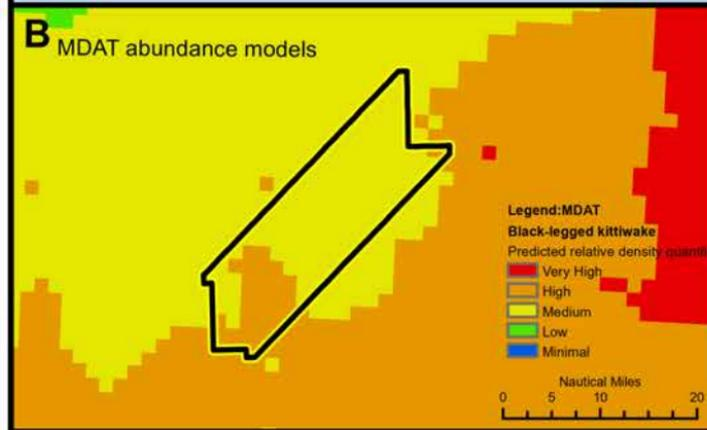 B MDAT abundance models
Legend:MDAT
Black-legged kittiwake
Predicted relative density
Very High
High
Medium
Low
Minimal
Nautical Miles
0 5 10 20